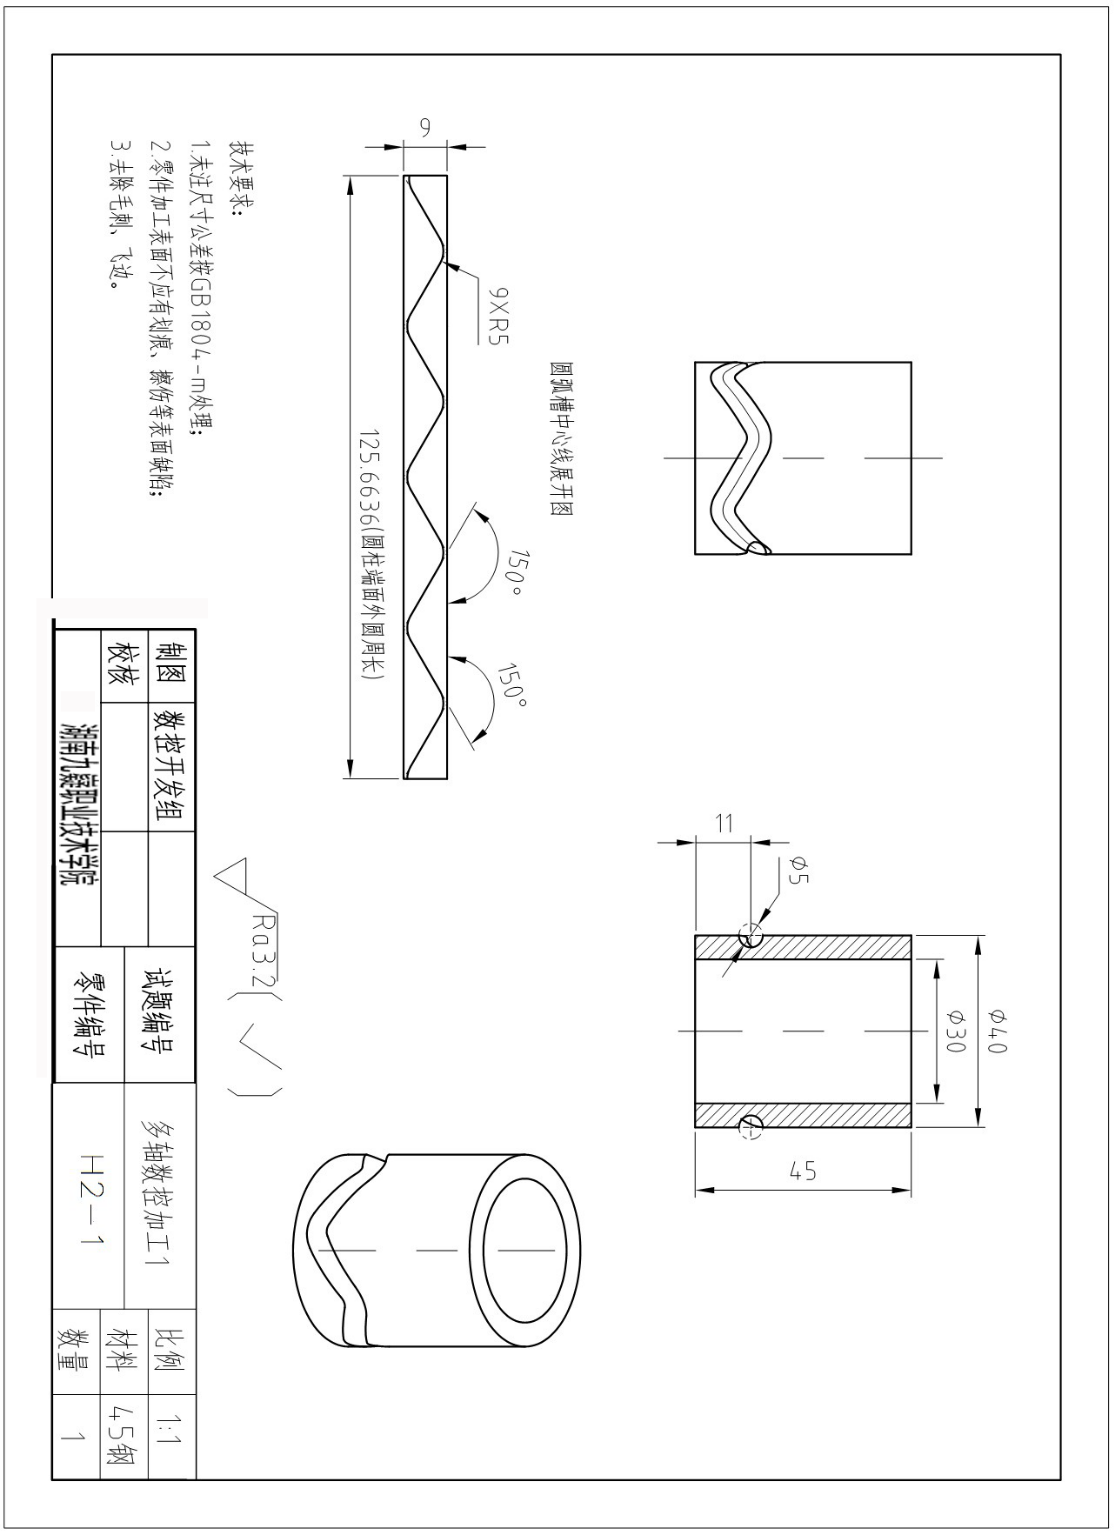 Φ40
Φ30
45
11
Φ5
圆弧槽中心线展开图
9XR5
150°
150°
9
125.6636(圆柱端面外圆周长)
技术要求:
1.未注尺寸公差按GB1804-m处理;
2.零件加工表面不应有划痕、擦伤等表面缺陷;
3.去除毛刺、飞边。
Ra3.2(√)
制图 数控开发组 试题编号 多轴数控加工1 比例 1:1
校核 材料 45钢
湖南九嶷职业技术学院 零件编号 H2-1 数量 1